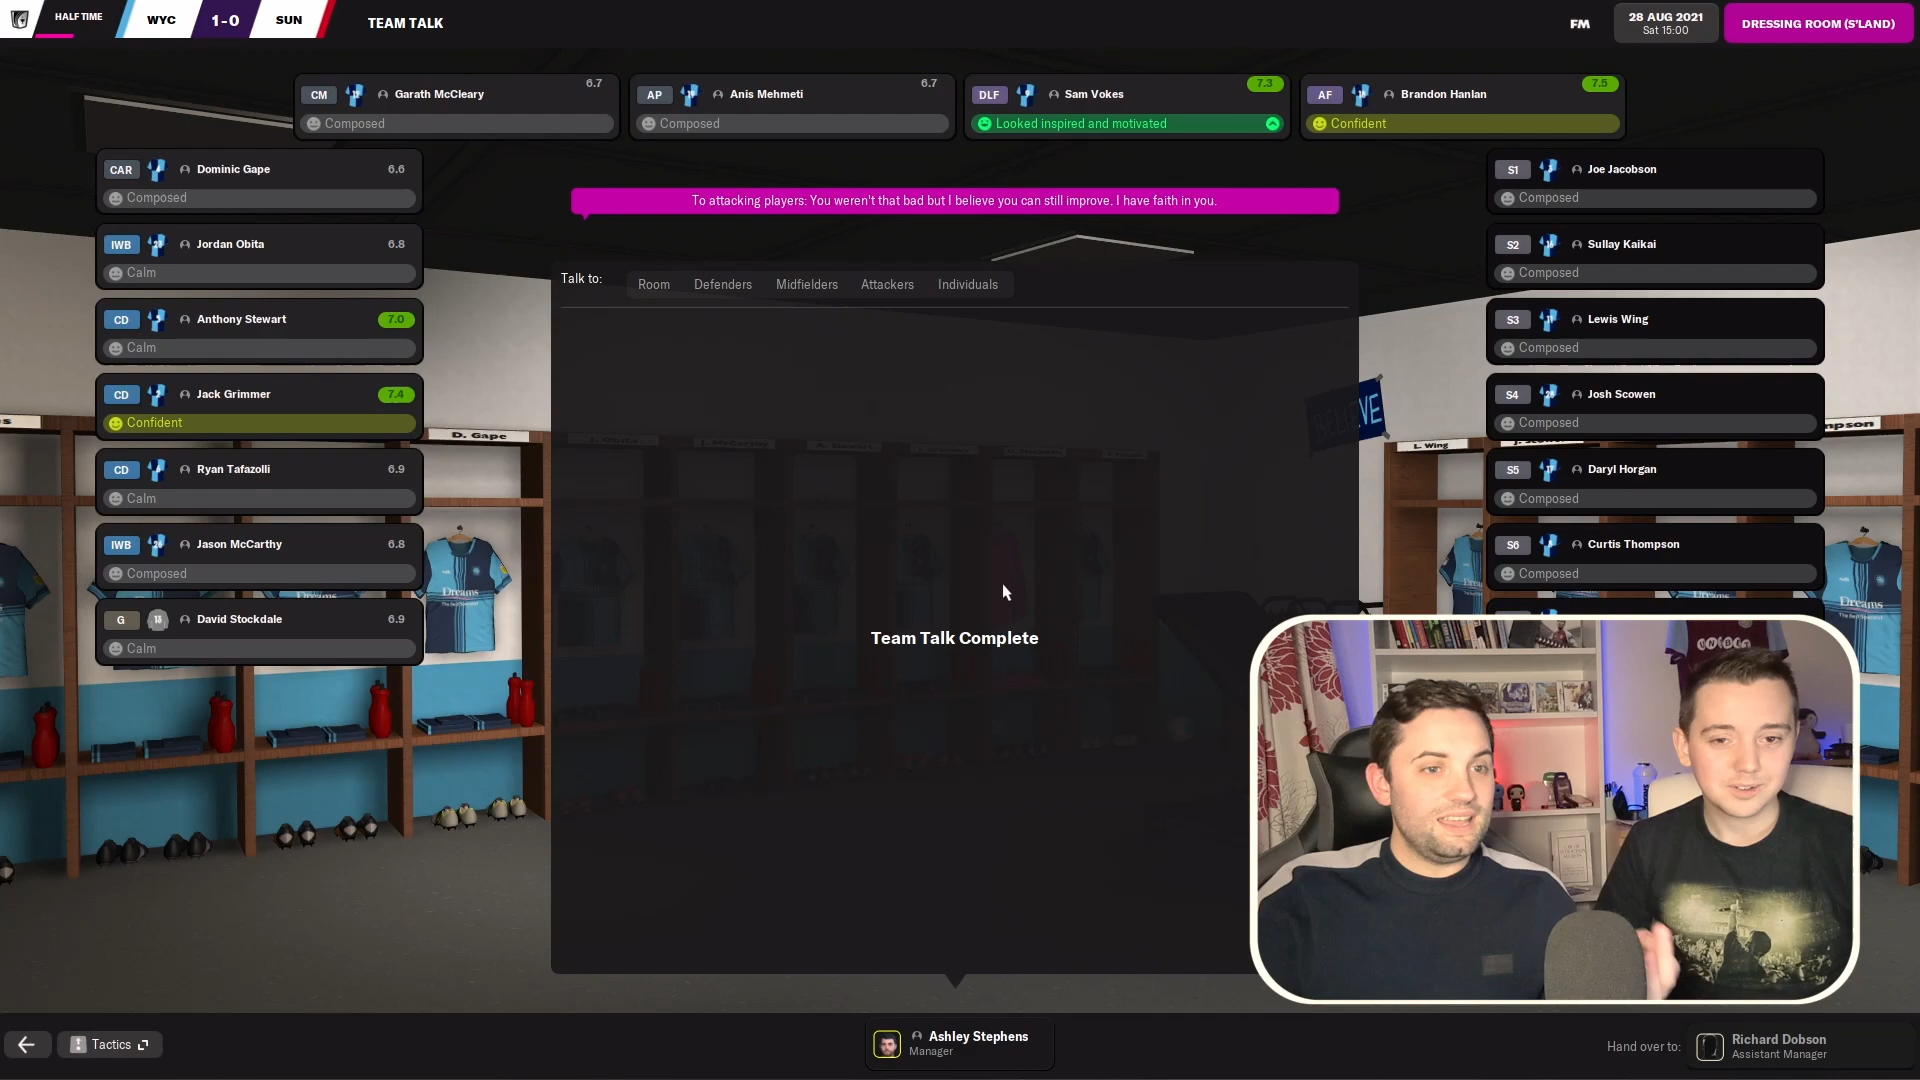 HALF TIME
WYC
1-0
SUN
TEAM TALK
FM
28 AUG 2021
Sat 15:00
DRESSING ROOM (S'LAND)
CM
Garath McCleary
6.7
Composed
AP
Anis Mehmeti
6.7
Composed
DLF
Sam Vokes
7.3
Looked inspired and motivated
AF
Brandon Hanlan
7.5
Confident
CAR
Dominic Gape
6.6
Composed
IWB
Jordan Obita
6.8
Calm
CD
Anthony Stewart
7.0
Calm
CD
Jack Grimmer
7.4
Confident
CD
Ryan Tafazolli
6.9
Calm
IWB
Jason McCarthy
6.8
Composed
G
David Stockdale
6.9
Calm
To attacking players: You weren't that bad but I believe you can still improve. I have faith in you.
Talk to:
Room
Defenders
Midfielders
Attackers
Individuals
Team Talk Complete
S1
Joe Jacobson
Composed
S2
Sullay Kaikai
Composed
S3
Lewis Wing
Composed
S4
Josh Scowen
Composed
S5
Daryl Horgan
Composed
S6
Curtis Thompson
Composed
BELIEVE
D. Gape
L. Wing
Dreams
Dreams
Dreams
Tactics
Ashley Stephens
Manager
Hand over to:
Richard Dobson
Assistant Manager